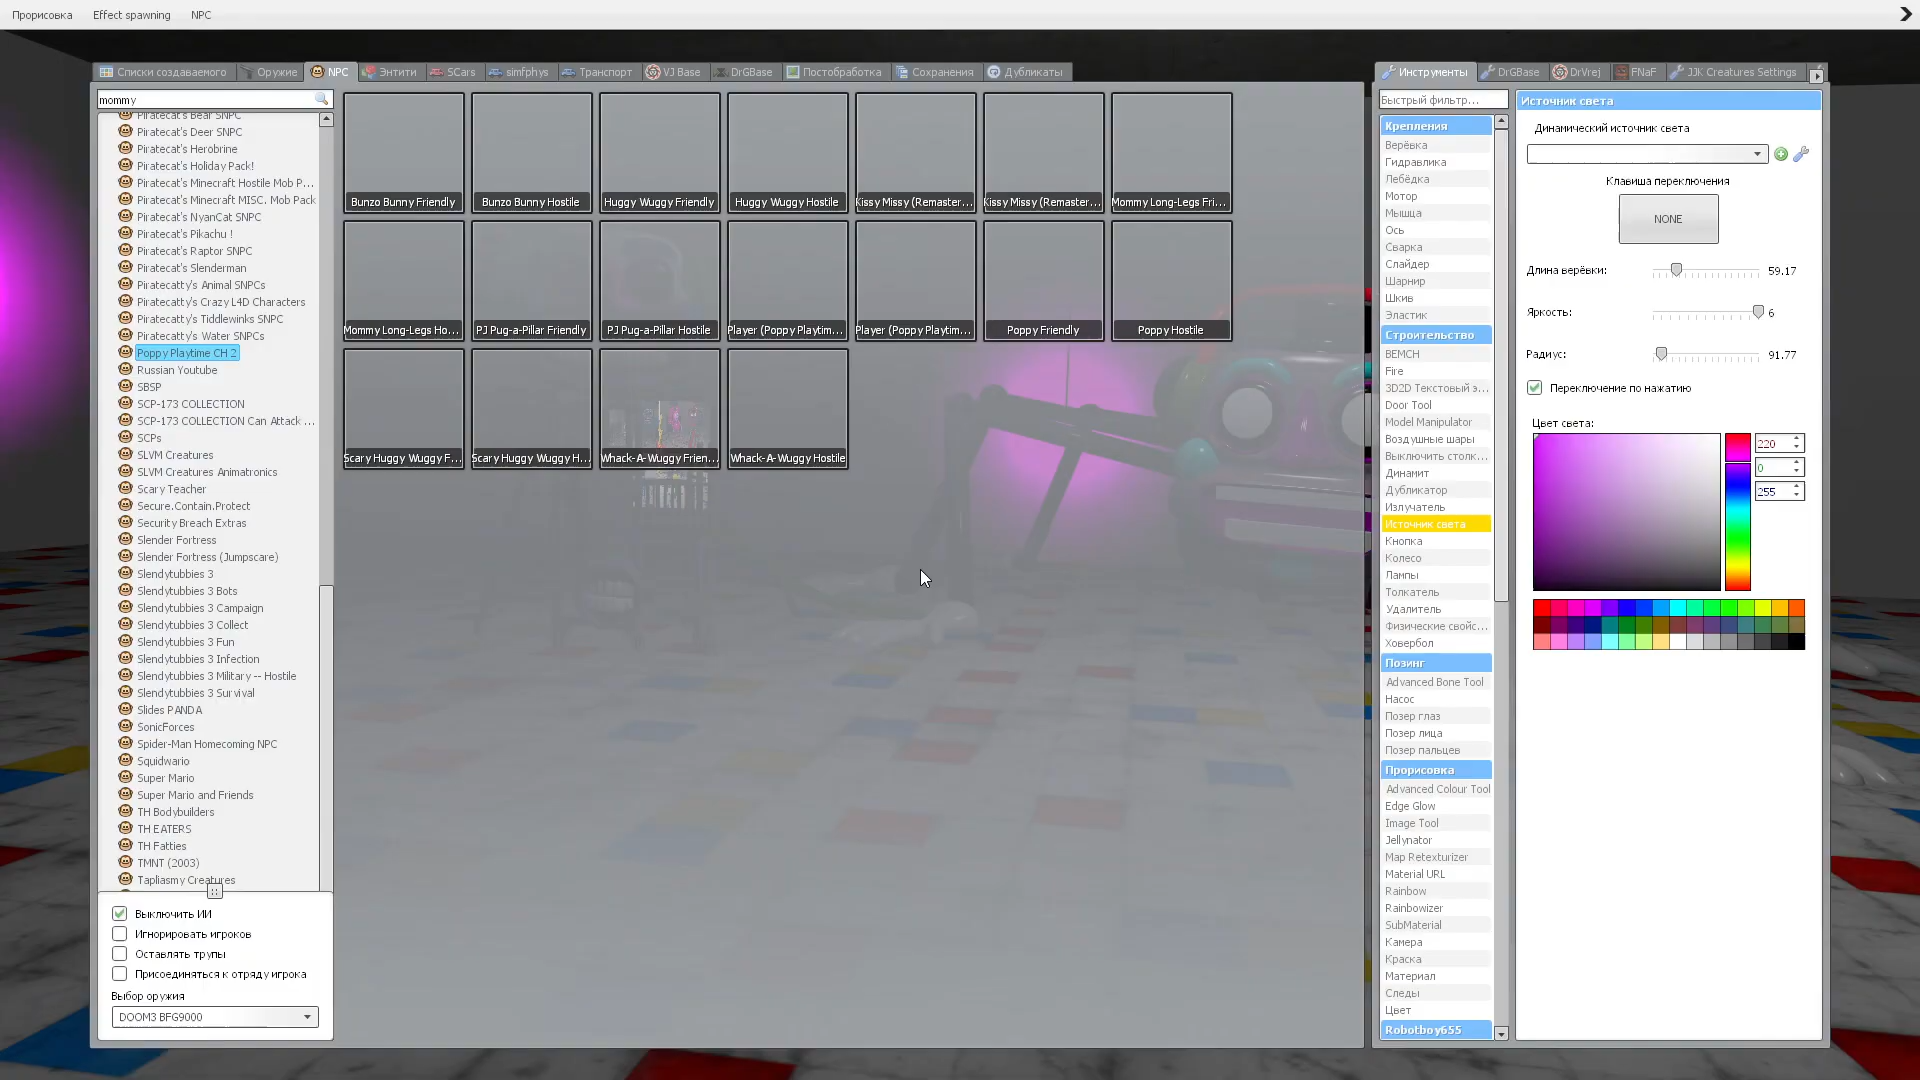 Прорисовка
Effect spawning
NPC
Списки создаваемого
Оружие
NPC
Энтити
SCars
simfphys
Транспорт
VJ Base
DrGBase
Постобработка
Сохранения
Дубликаты
mommy
Piratecat's Bear SNPC
Piratecat's Deer SNPC
Piratecat's Herobrine
Piratecat's Holiday Pack!
Piratecat's Minecraft Hostile Mob P...
Piratecat's Minecraft MISC. Mob Pack
Piratecat's NyanCat SNPC
Piratecat's Pikachu !
Piratecat's Raptor SNPC
Piratecat's Slenderman
Piratecatty's Animal SNPCs
Piratecatty's Crazy L4D Characters
Piratecatty's Tiddlewinks SNPC
Piratecatty's Water SNPCs
Poppy Playtime CH 2
Russian Youtube
SBSP
SCP-173 COLLECTION
SCP-173 COLLECTION Can Attack ...
SCPs
SLVM Creatures
SLVM Creatures Animatronics
Scary Teacher
Secure.Contain.Protect
Security Breach Extras
Slender Fortress
Slender Fortress (Jumpscare)
Slendytubbies 3
Slendytubbies 3 Bots
Slendytubbies 3 Campaign
Slendytubbies 3 Collect
Slendytubbies 3 Fun
Slendytubbies 3 Infection
Slendytubbies 3 Military -- Hostile
Slendytubbies 3 Survival
Slides PANDA
SonicForces
Spider-Man Homecoming NPC
Squidwario
Super Mario
Super Mario and Friends
TH Bodybuilders
TH EATERS
TH Fatties
TMNT (2003)
Tapliasmy Creatures
Выключить ИИ
Игнорировать игроков
Оставлять трупы
Присоединяться к отряду игрока
Выбор оружия
DOOM3 BFG9000
Bunzo Bunny Friendly
Bunzo Bunny Hostile
Huggy Wuggy Friendly
Huggy Wuggy Hostile
Kissy Missy (Remaster...
Kissy Missy (Remaster...
Mommy Long-Legs Fri...
Mommy Long-Legs Ho...
PJ Pug-a-Pillar Friendly
PJ Pug-a-Pillar Hostile
Player (Poppy Playtim...
Player (Poppy Playtim...
Poppy Friendly
Poppy Hostile
Scary Huggy Wuggy F...
Scary Huggy Wuggy H...
Whack-A-Wuggy Frien...
Whack-A-Wuggy Hostile
Инструменты
DrGBase
DrVrej
FNaF
JJK Creatures Settings
Быстрый фильтр...
Крепления
Верёвка
Гидравлика
Лебёдка
Мотор
Мышца
Ось
Сварка
Слайдер
Шарнир
Шкив
Эластик
Строительство
BEMCH
Fire
3D2D Текстовый э...
Door Tool
Model Manipulator
Воздушные шары
Выключить столк...
Динамит
Дубликатор
Излучатель
Источник света
Кнопка
Колесо
Лампы
Толкатель
Удалитель
Физические свойс...
Ховербол
Позинг
Advanced Bone Tool
Насос
Позер глаз
Позер лица
Позер пальцев
Прорисовка
Advanced Colour Tool
Edge Glow
Image Tool
Jellynator
Map Retexturizer
Material URL
Rainbow
Rainbowizer
SubMaterial
Камера
Краска
Материал
Следы
Цвет
Robotboy655
Источник света
Динамический источник света
Клавиша переключения
NONE
Длина верёвки: 59.17
Яркость: 6
Радиус: 91.77
Переключение по нажатию
Цвет света:
220
0
255